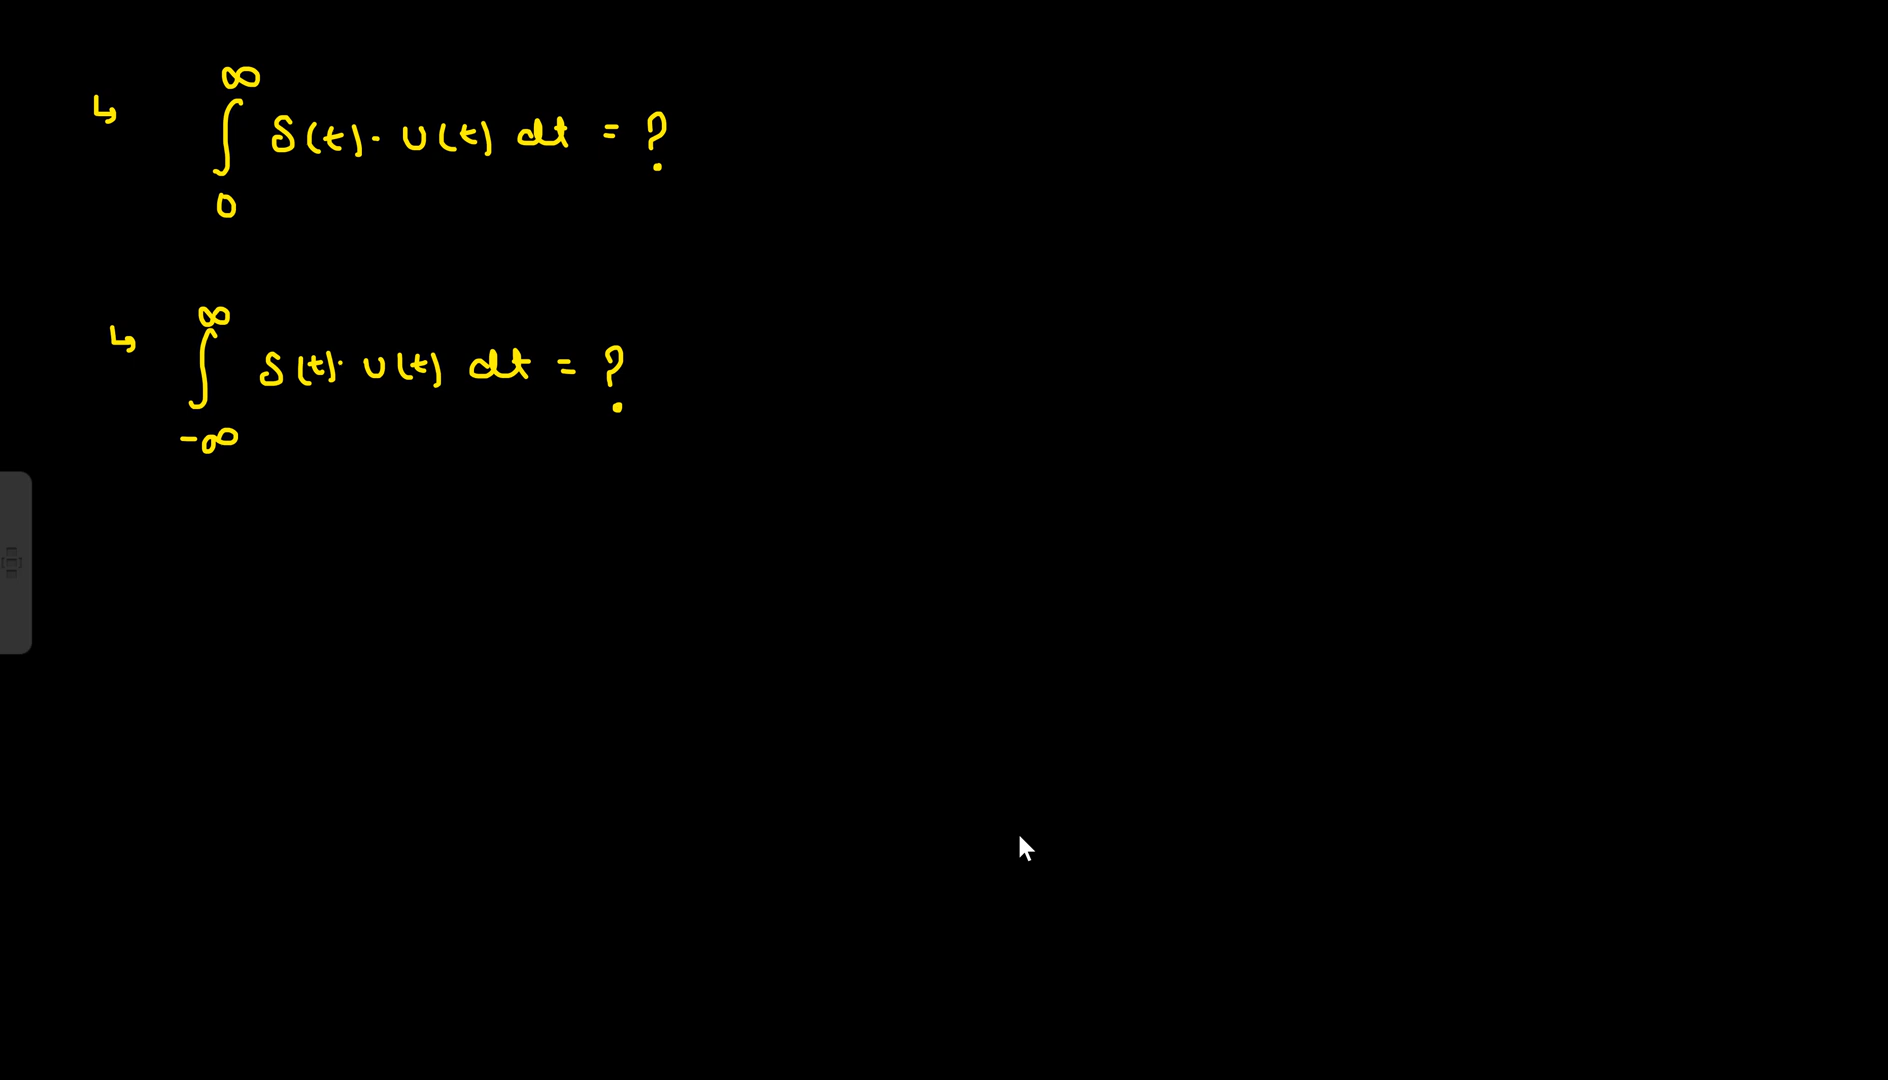 ↳ ∫₀^∞ δ(t) · u(t) dt = ?
↳ ∫₋∞^∞ δ(t) · u(t) dt = ?